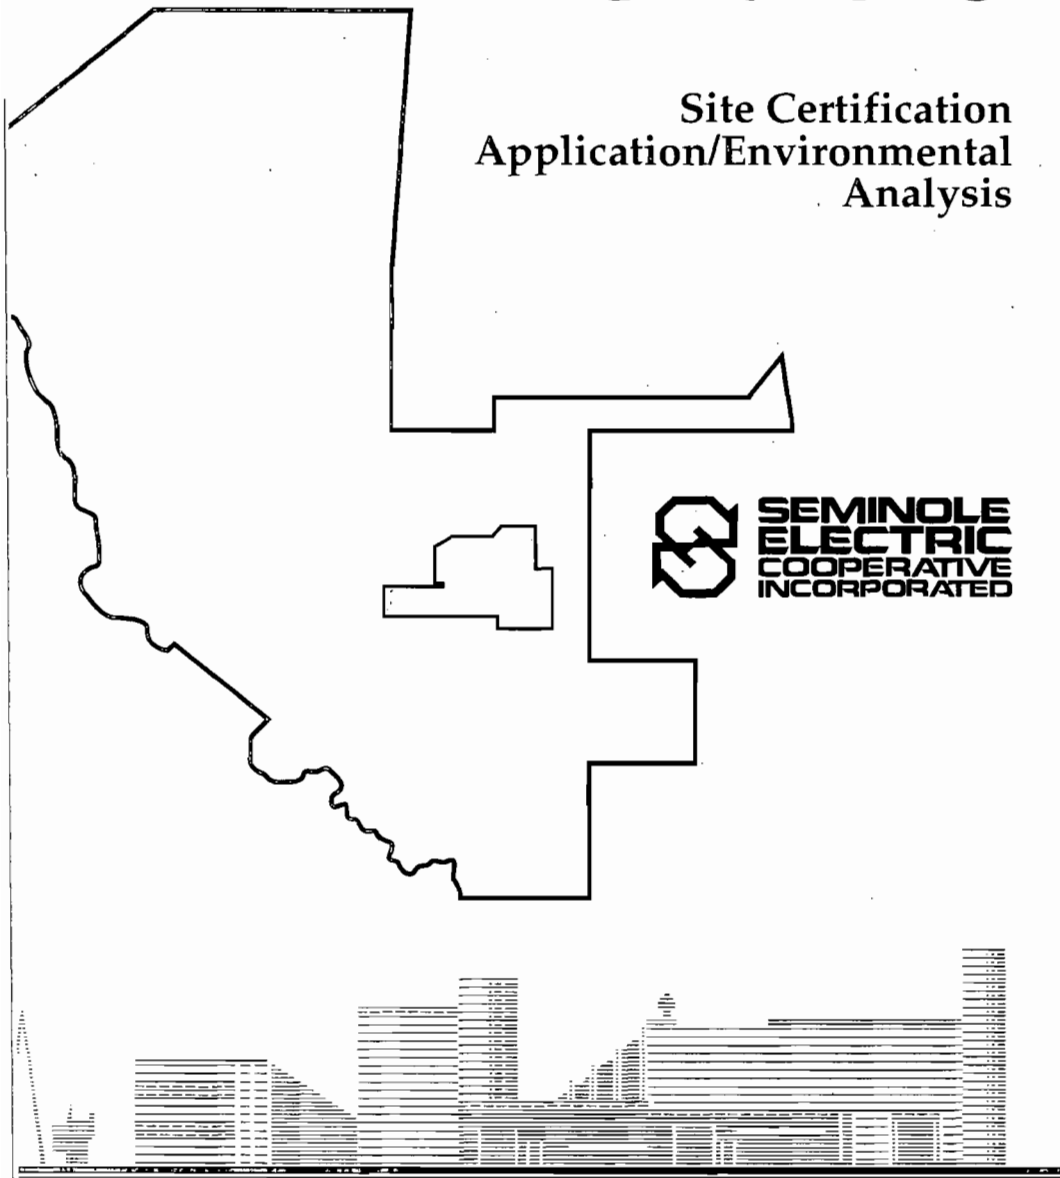 Site Certification
Application/Environmental
Analysis
SEMINOLE
ELECTRIC
COOPERATIVE
INCORPORATED